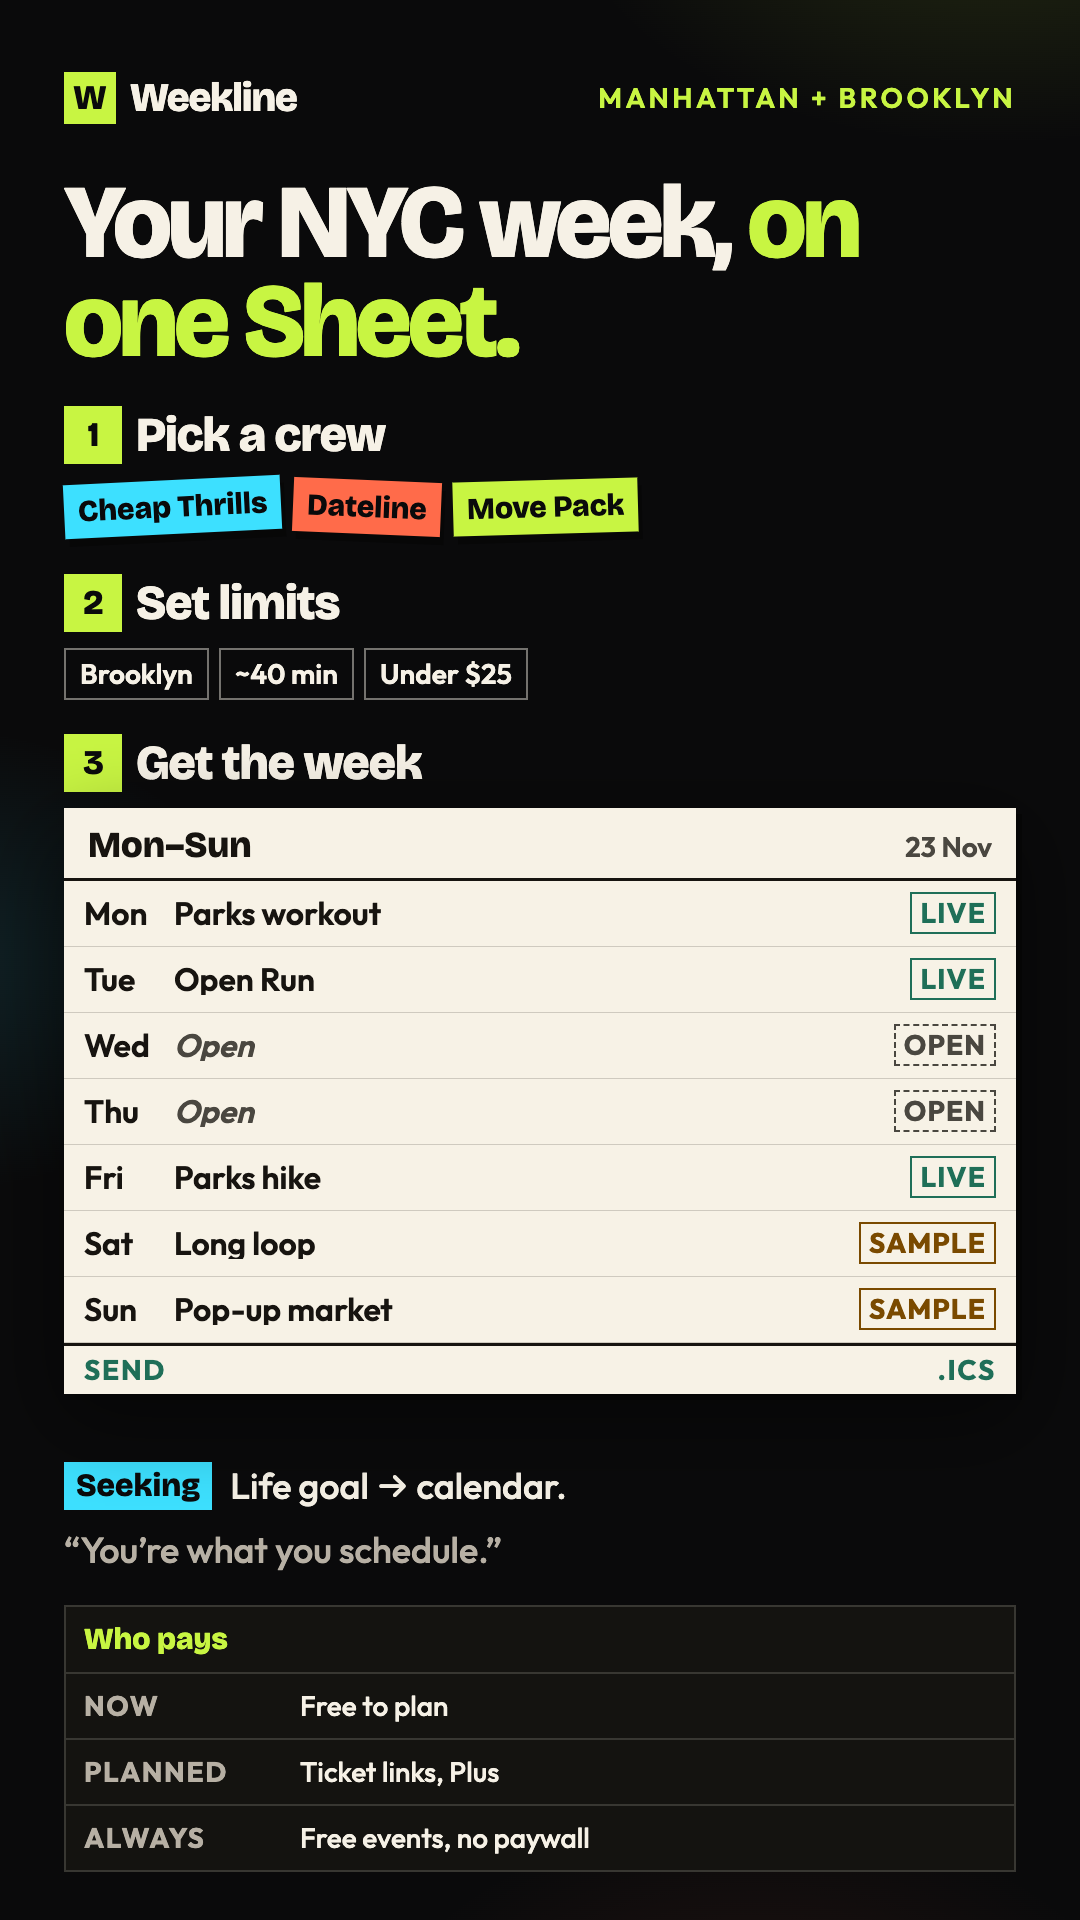 W Weekline MANHATTAN + BROOKLYN
Your NYC week, on
one Sheet.
1 Pick a crew
Cheap Thrills Dateline Move Pack
2 Set limits
Brooklyn ~40 min Under $25
3 Get the week
Mon–Sun 23 Nov
Mon Parks workout LIVE
Tue Open Run LIVE
Wed Open OPEN
Thu Open OPEN
Fri Parks hike LIVE
Sat Long loop SAMPLE
Sun Pop-up market SAMPLE
SEND .ICS
Seeking Life goal → calendar.
“You’re what you schedule.”
Who pays
NOW Free to plan
PLANNED Ticket links, Plus
ALWAYS Free events, no paywall